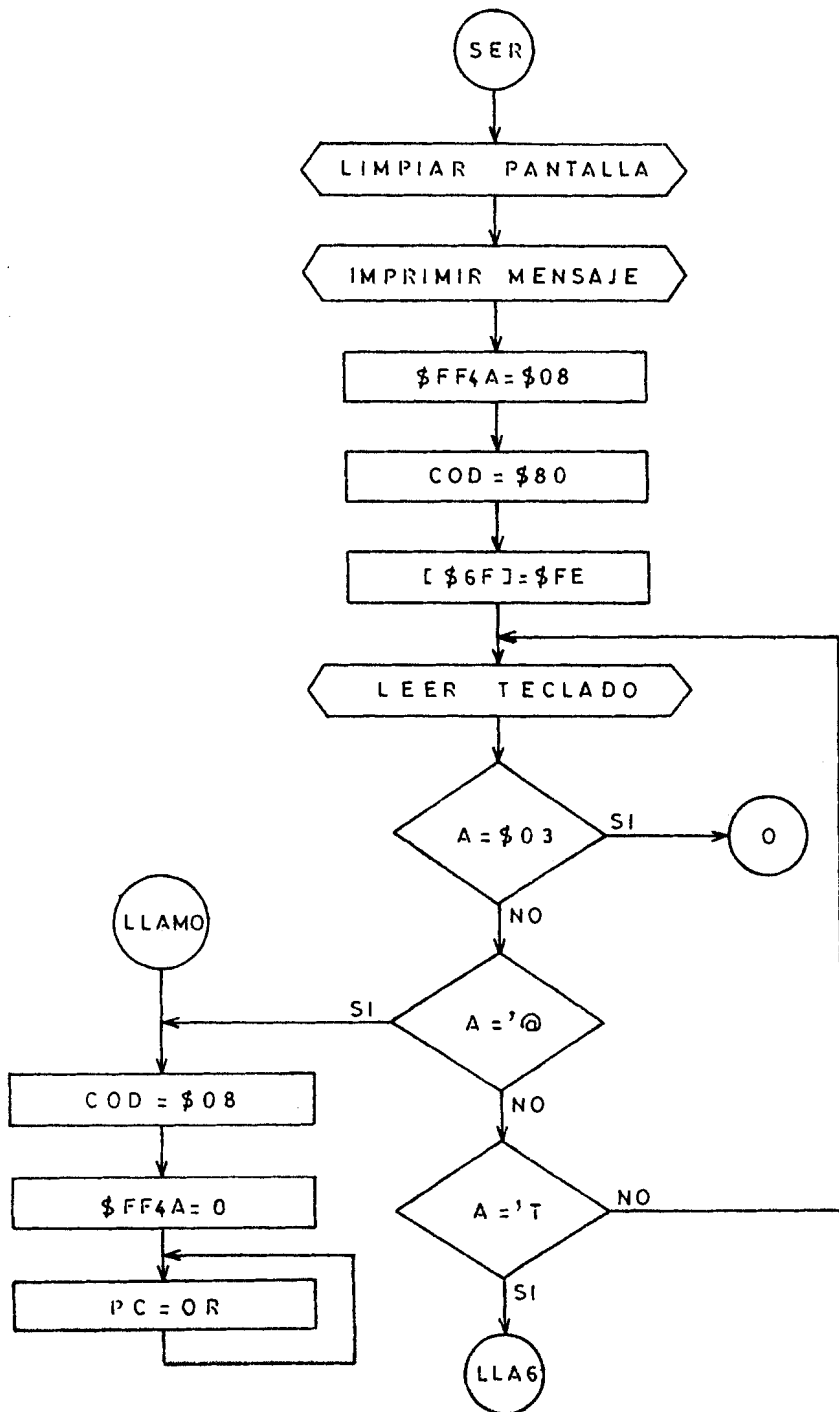 SER
LIMPIAR PANTALLA
IMPRIMIR MENSAJE
$FF4A=$08
COD=$80
[$6F]=$FE
LEER TECLADO
A=$03
SI
O
NO
LLAMO
A='@
SI
NO
COD=$08
A='T
NO
$FF4A=0
SI
PC=OR
LLA6